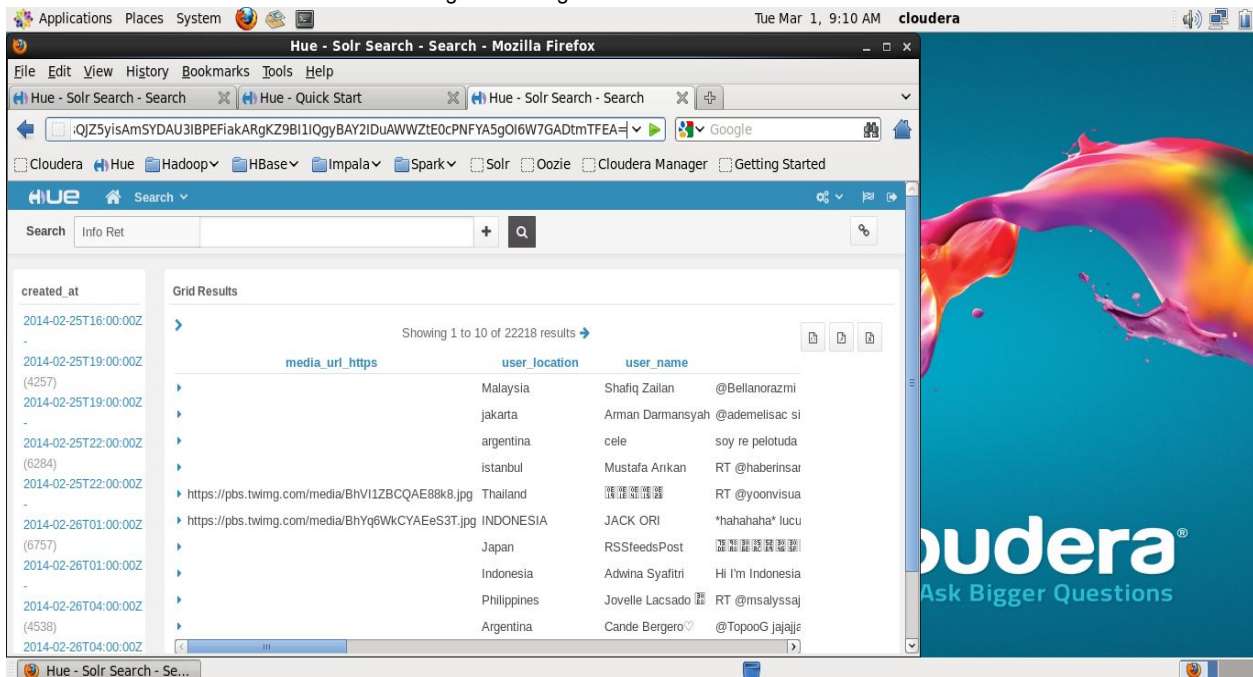 Applications Places System Tue Mar 1, 9:10 AM cloudera
Hue - Solr Search - Search - Mozilla Firefox
File Edit View History Bookmarks Tools Help
Hue - Solr Search - Search Hue - Quick Start Hue - Solr Search - Search
Google
Cloudera Hue Hadoop HBase Impala Spark Solr Oozie Cloudera Manager Getting Started
HUE Search
Search Info Ret
created_at
2014-02-25T16:00:00Z
-
2014-02-25T19:00:00Z
(4257)
2014-02-25T19:00:00Z
-
2014-02-25T22:00:00Z
(6284)
2014-02-25T22:00:00Z
-
2014-02-26T01:00:00Z
(6757)
2014-02-26T01:00:00Z
-
2014-02-26T04:00:00Z
(4538)
2014-02-26T04:00:00Z
Grid Results
Showing 1 to 10 of 22218 results
media_url_https user_location user_name
Malaysia Shafiq Zailan @Bellanorazmi
jakarta Arman Darmansyah @ademelisac si
argentina cele soy re pelotuda
istanbul Mustafa Arıkan RT @haberinsar
https://pbs.twimg.com/media/BhVI1ZBCQAE88k8.jpg Thailand RT @yoonvisua
https://pbs.twimg.com/media/BhYq6WkCYAEeS3T.jpg INDONESIA JACK ORI *hahahaha* lucu
Japan RSSfeedsPost
Indonesia Adwina Syafitri Hi I'm Indonesia
Philippines Jovelle Lacsado RT @msalyssaj
Argentina Cande Bergero♡ @TopooG jajajja
oudera®
Ask Bigger Questions
Hue - Solr Search - Se...